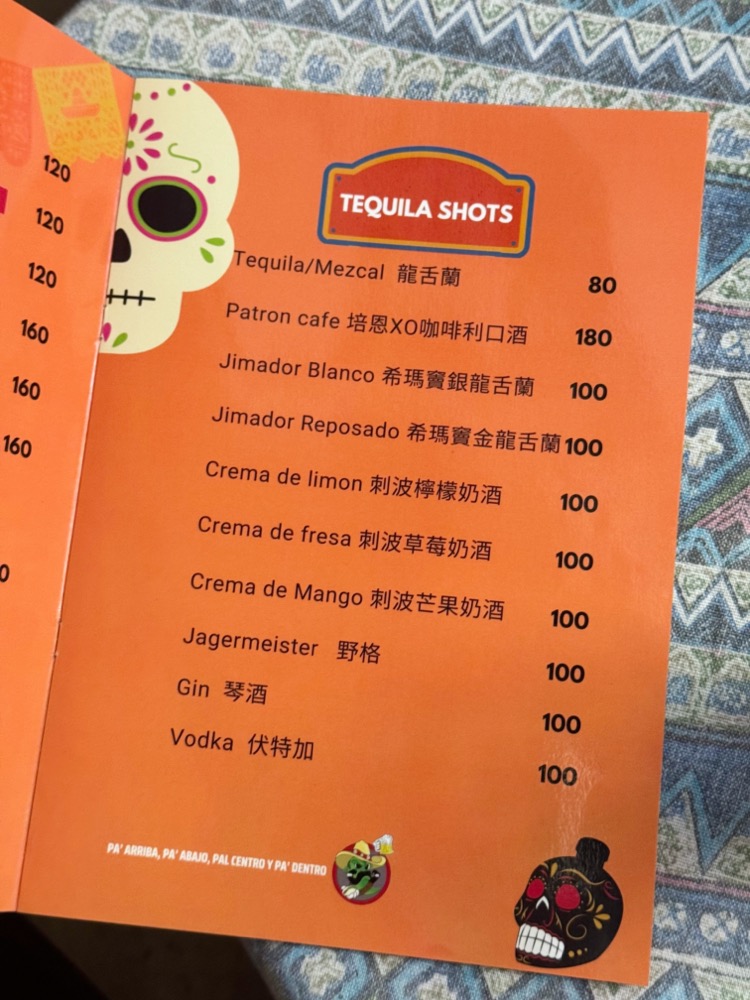 120
120
120
160
160
160
0
TEQUILA SHOTS
Tequila/Mezcal 龍舌蘭 80
Patron cafe 培恩XO咖啡利口酒 180
Jimador Blanco 希瑪竇銀龍舌蘭 100
Jimador Reposado 希瑪竇金龍舌蘭 100
Crema de limon 刺波檸檬奶酒 100
Crema de fresa 刺波草莓奶酒 100
Crema de Mango 刺波芒果奶酒 100
Jagermeister 野格 100
Gin 琴酒 100
Vodka 伏特加 100
PA' ARRIBA, PA' ABAJO, PAL CENTRO Y PA' DENTRO